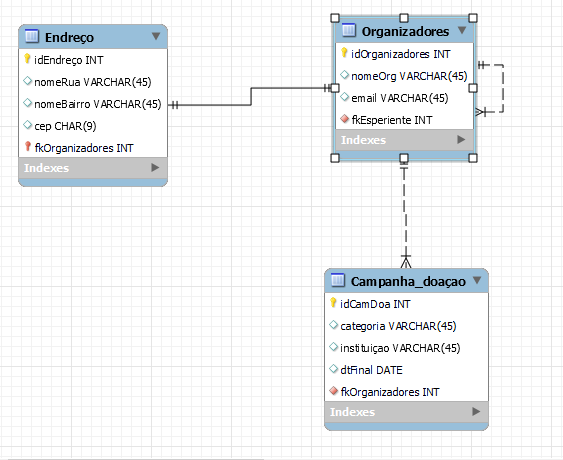 Endreço
idEndreço INT
nomeRua VARCHAR(45)
nomeBairro VARCHAR(45)
cep CHAR(9)
fkOrganizadores INT
Indexes
Organizadores
idOrganizadores INT
nomeOrg VARCHAR(45)
email VARCHAR(45)
fkEsperiente INT
Indexes
Campanha_doaçao
idCamDoa INT
categoria VARCHAR(45)
instituiçao VARCHAR(45)
dtFinal DATE
fkOrganizadores INT
Indexes